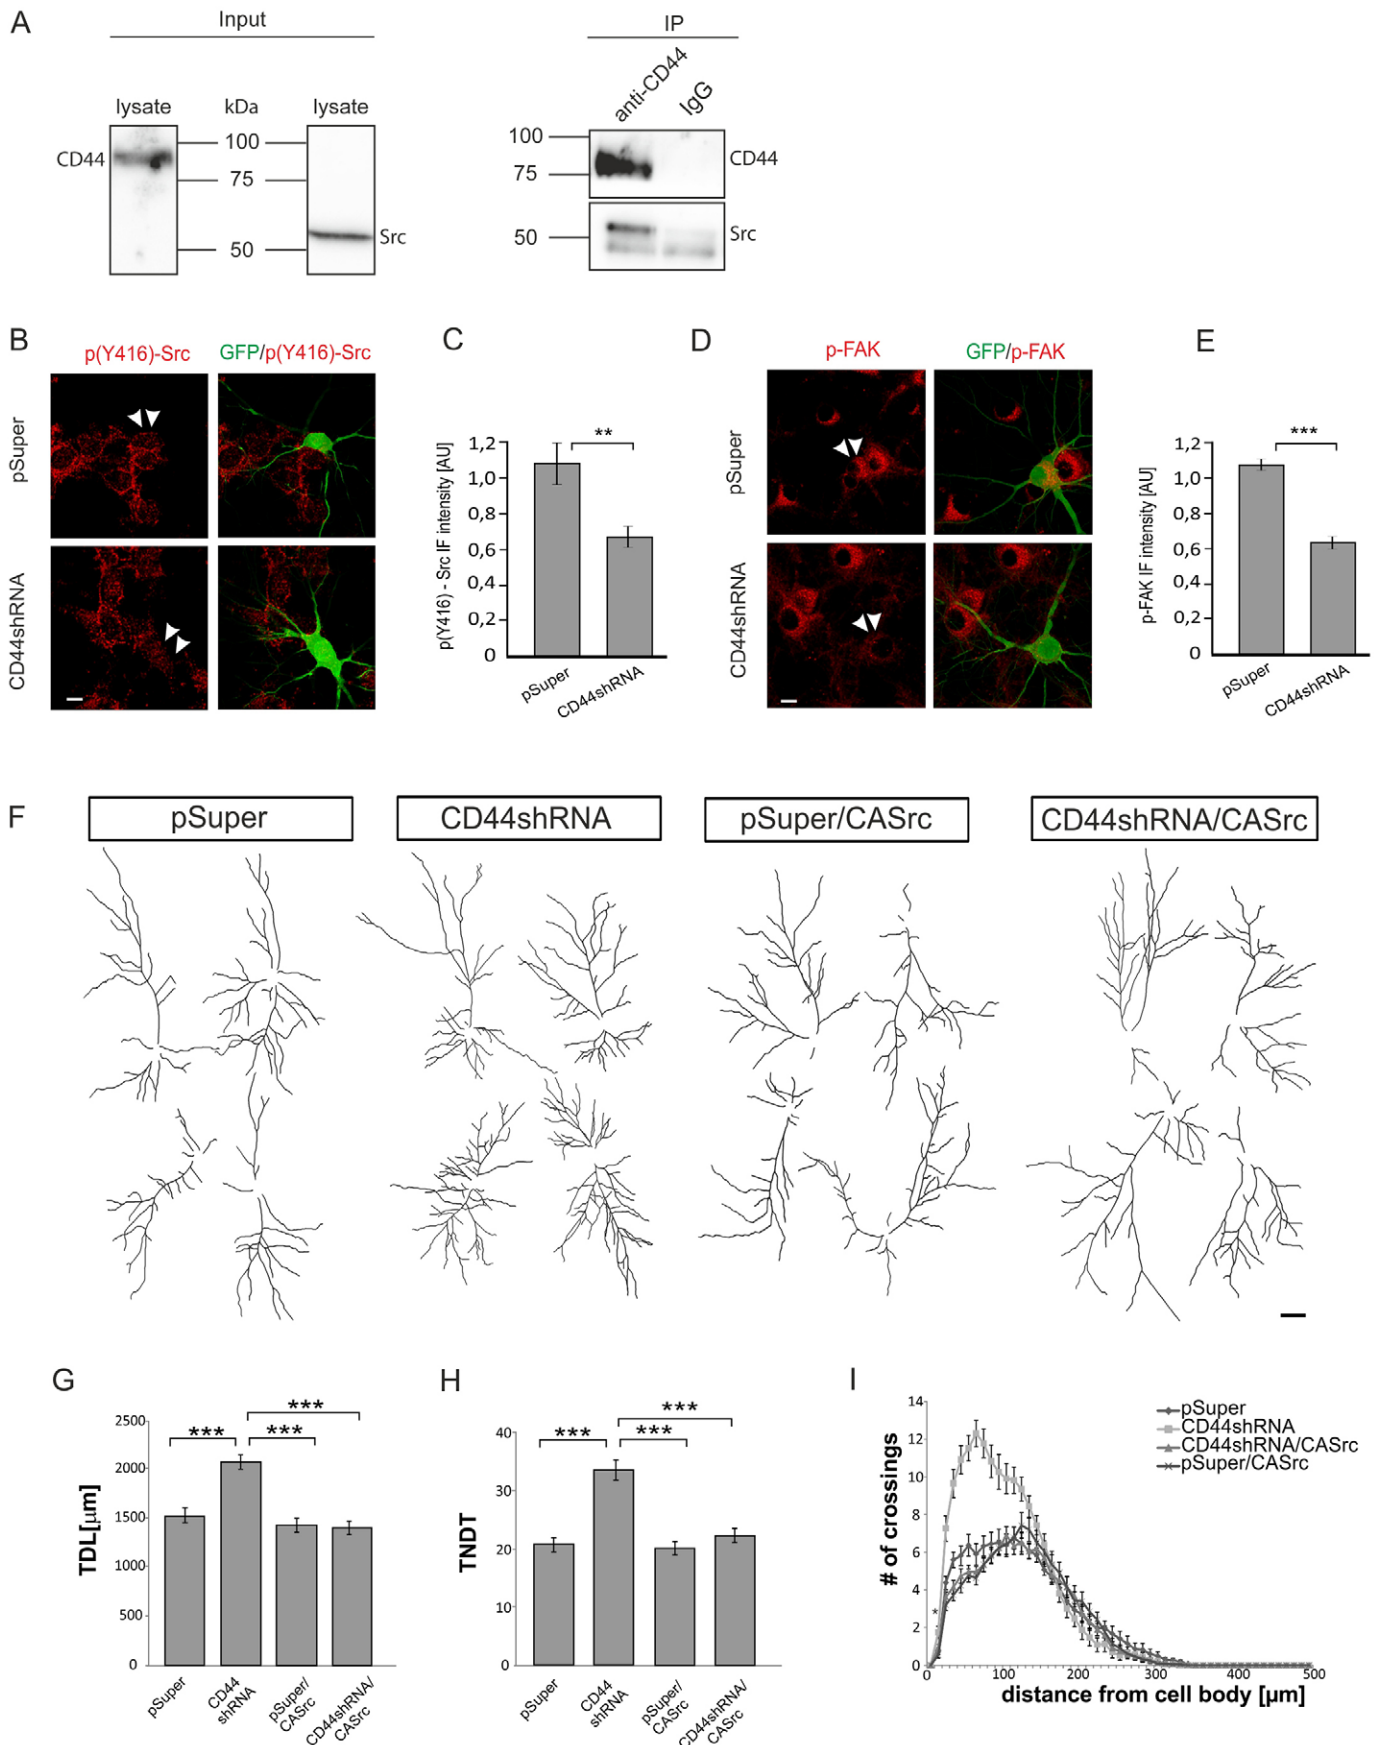 A
Input
IP
lysate
kDa
lysate
anti-CD44
IgG
CD44
100
75
50
Src
100
75
50
CD44
Src
B
p(Y416)-Src
GFP/p(Y416)-Src
pSuper
CD44shRNA
C
p(Y416) - Src IF intensity [AU]
1,2
1,0
0,8
0,6
0,4
0,2
0
**
pSuper
CD44shRNA
D
p-FAK
GFP/p-FAK
pSuper
CD44shRNA
E
p-FAK IF intensity [AU]
1,2
1,0
0,8
0,6
0,4
0,2
0
***
pSuper
CD44shRNA
F
pSuper
CD44shRNA
pSuper/CASrc
CD44shRNA/CASrc
G
TDL[µm]
2500
2000
1500
1000
500
0
***
***
***
pSuper
CD44
shRNA
pSuper/
CASrc
CD44shRNA/
CASrc
H
TNDT
40
30
20
10
0
***
***
***
pSuper
CD44
shRNA
pSuper/
CASrc
CD44shRNA/
CASrc
I
# of crossings
14
12
10
8
6
4
2
0
*
pSuper
CD44shRNA
CD44shRNA/CASrc
pSuper/CASrc
0
100
200
300
400
500
distance from cell body [µm]